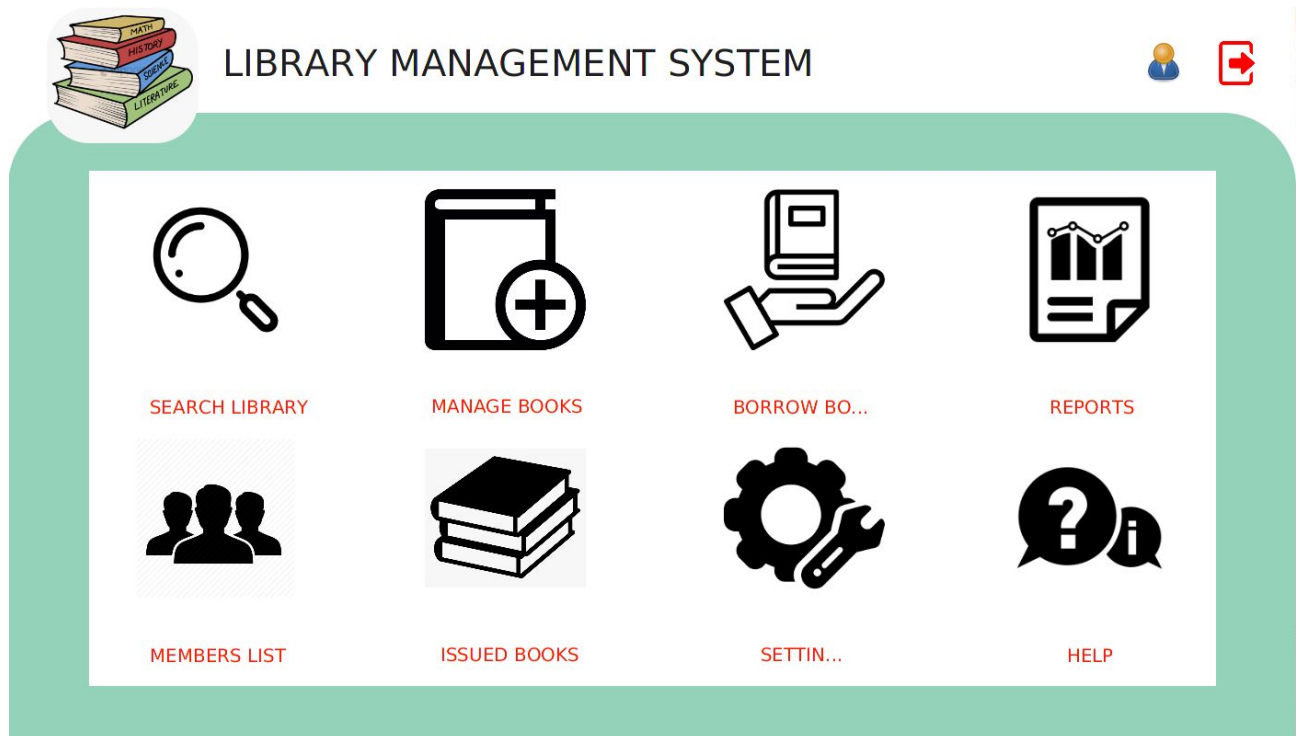 MATH
HISTORY
SCIENCE
LITERATURE
LIBRARY MANAGEMENT SYSTEM
SEARCH LIBRARY
MANAGE BOOKS
BORROW BO...
REPORTS
?
i
MEMBERS LIST
ISSUED BOOKS
SETTIN...
HELP